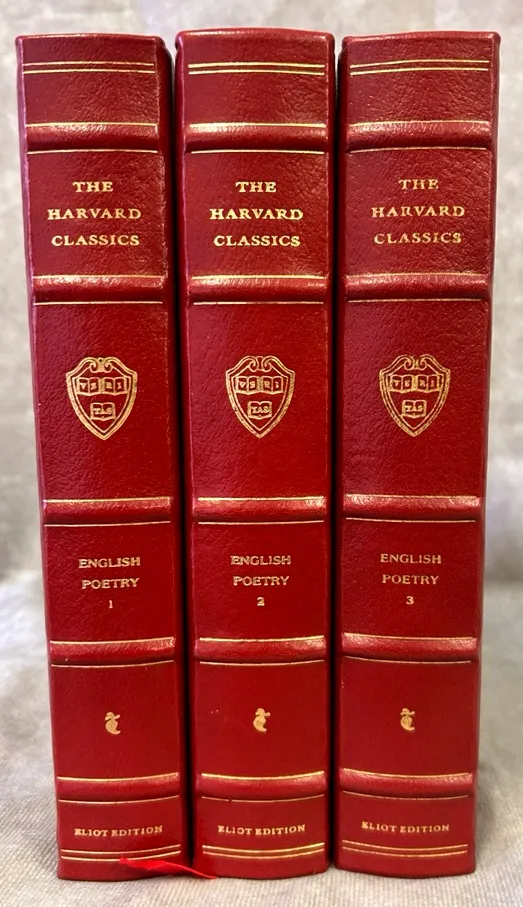 THE
HARVARD
CLASSICS
VE RI
TAS
ENGLISH
POETRY
1
ELIOT EDITION
THE
HARVARD
CLASSICS
VE RI
TAS
ENGLISH
POETRY
2
ELIOT EDITION
THE
HARVARD
CLASSICS
VE RI
TAS
ENGLISH
POETRY
3
ELIOT EDITION